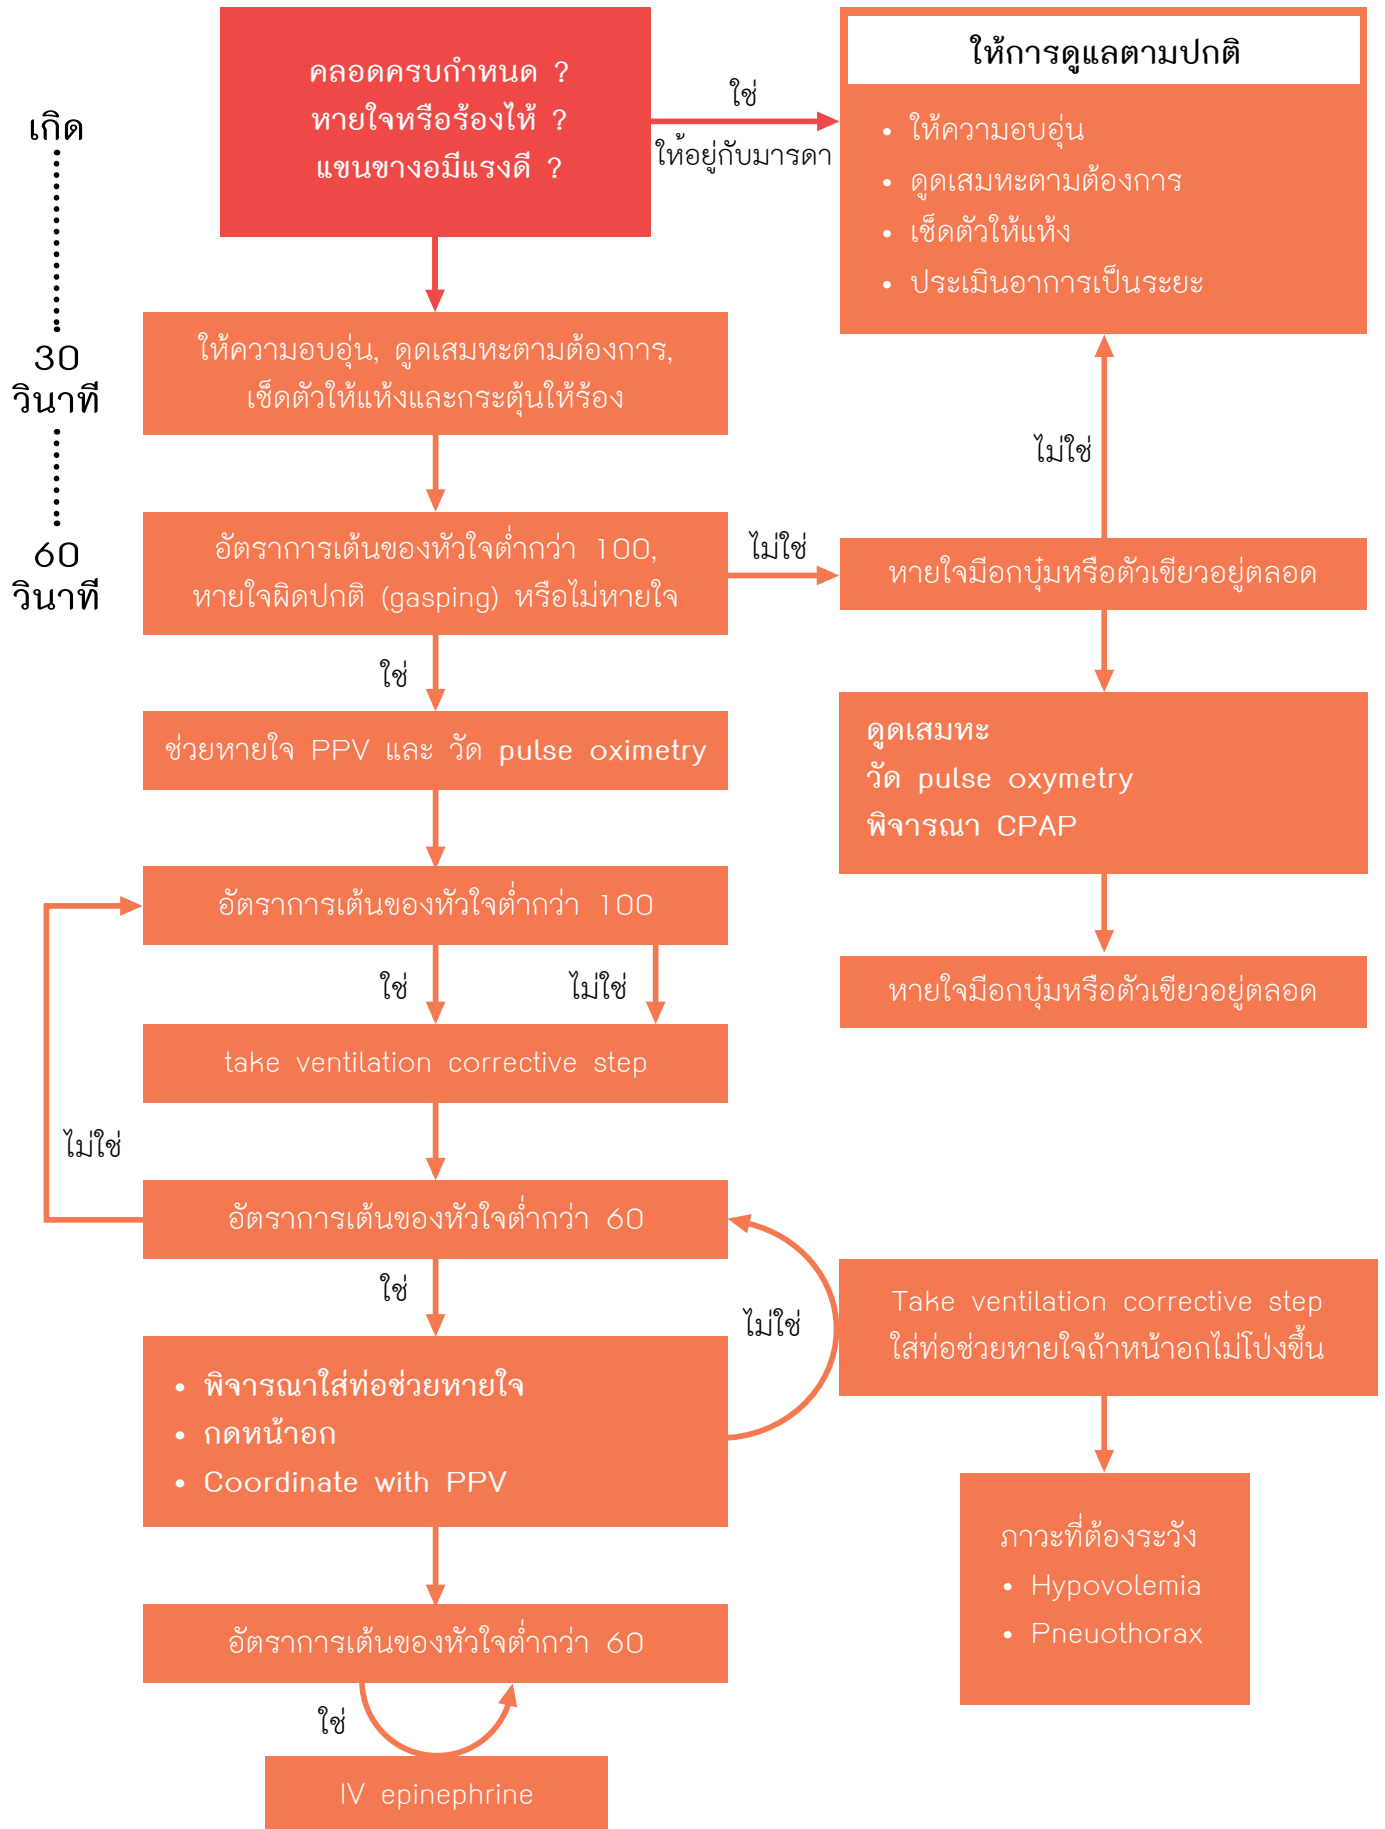 คลอดครบกำหนด ?
หายใจหรือร้องไห้ ?
แขนขางอมีแรงดี ?
ใช่
ให้อยู่กับมารดา
ให้การดูแลตามปกติ
• ให้ความอบอุ่น
• ดูดเสมหะตามต้องการ
• เช็ดตัวให้แห้ง
• ประเมินอาการเป็นระยะ
เกิด
30
วินาที
60
วินาที
ให้ความอบอุ่น, ดูดเสมหะตามต้องการ,
เช็ดตัวให้แห้งและกระตุ้นให้ร้อง
ไม่ใช่
อัตราการเต้นของหัวใจต่ำกว่า 100,
หายใจผิดปกติ (gasping) หรือไม่หายใจ
ไม่ใช่
หายใจมีอกบุ๋มหรือตัวเขียวอยู่ตลอด
ใช่
ช่วยหายใจ PPV และ วัด pulse oximetry
ดูดเสมหะ
วัด pulse oxymetry
พิจารณา CPAP
อัตราการเต้นของหัวใจต่ำกว่า 100
ใช่
ไม่ใช่
หายใจมีอกบุ๋มหรือตัวเขียวอยู่ตลอด
take ventilation corrective step
ไม่ใช่
อัตราการเต้นของหัวใจต่ำกว่า 60
ใช่
ไม่ใช่
Take ventilation corrective step
ใส่ท่อช่วยหายใจถ้าหน้าอกไม่โป่งขึ้น
• พิจารณาใส่ท่อช่วยหายใจ
• กดหน้าอก
• Coordinate with PPV
ภาวะที่ต้องระวัง
• Hypovolemia
• Pneuothorax
อัตราการเต้นของหัวใจต่ำกว่า 60
ใช่
IV epinephrine